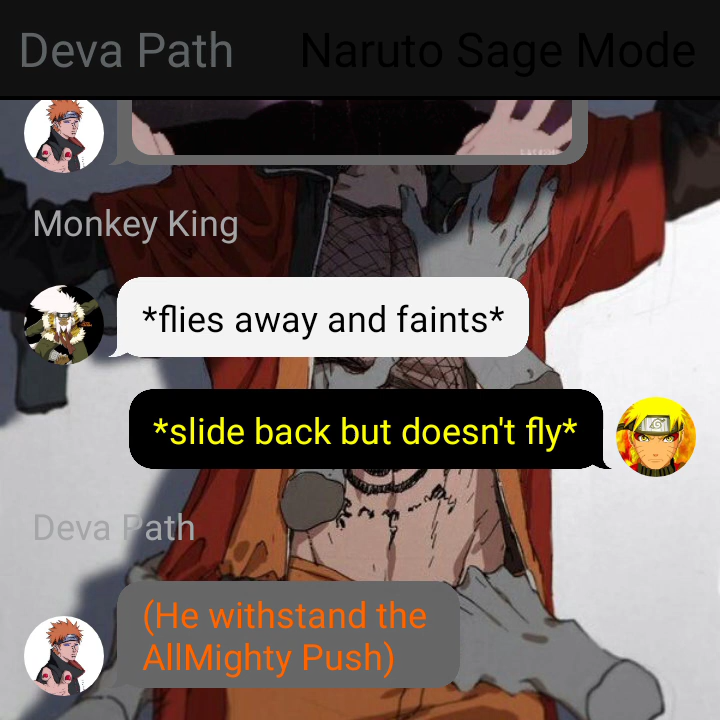 Deva Path
Naruto Sage Mode
Monkey King
*flies away and faints*
*slide back but doesn't fly*
Deva Path
(He withstand the
AllMighty Push)